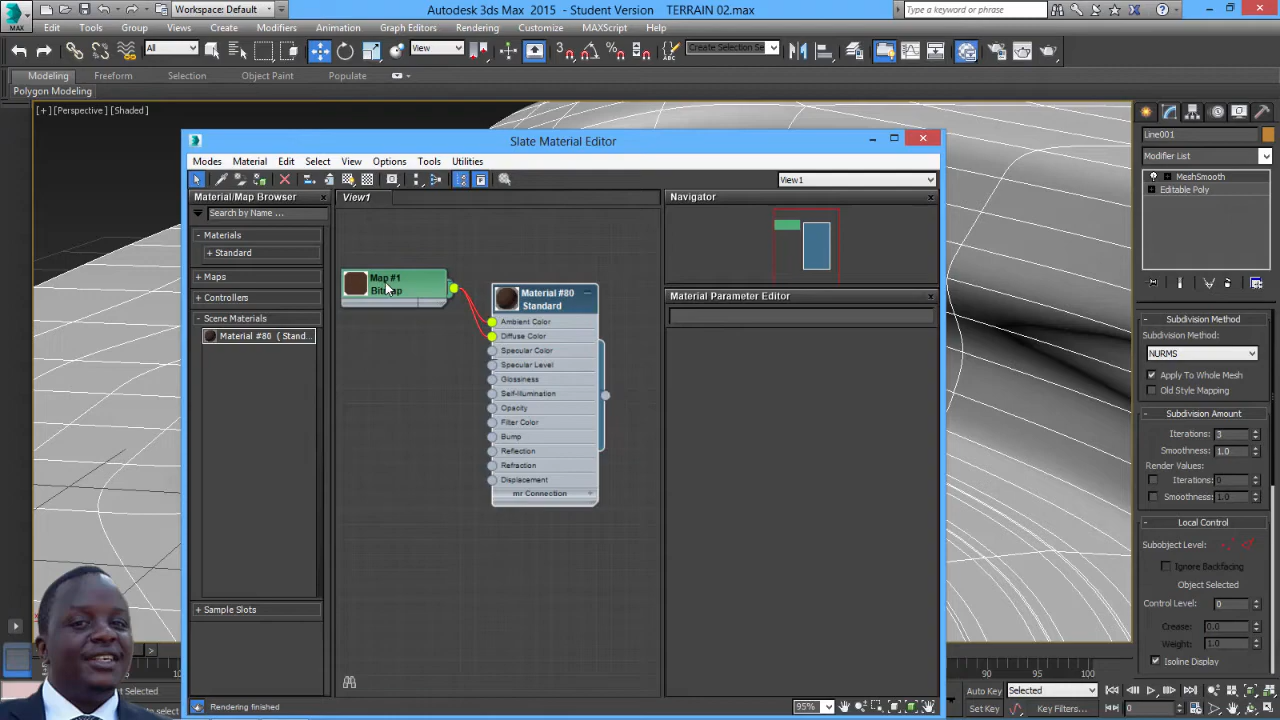 MAX
Workspace: Default
Autodesk 3ds Max 2015 - Student Version TERRAIN 02.max
Type a keyword or phrase
Edit Tools Group Views Create Modifiers Animation Graph Editors Rendering Customize MAXScript Help
All
View
Create Selection Se
Modeling Freeform Selection Object Paint Populate
Polygon Modeling
[+] [Perspective] [Shaded]
Slate Material Editor
Modes Material Edit Select View Options Tools Utilities
View1
Material/Map Browser
Search by Name ...
- Materials
+ Standard
+ Maps
+ Controllers
- Scene Materials
Material #80 ( Stand...
+ Sample Slots
View1
Map #1
Bitmap
Material #80
Standard
Ambient Color
Diffuse Color
Specular Color
Specular Level
Glossiness
Self-Illumination
Opacity
Filter Color
Bump
Reflection
Refraction
Displacement
mr Connection
Navigator
Material Parameter Editor
Rendering finished
95%
Line001
Modifier List
MeshSmooth
Editable Poly
- Subdivision Method
Subdivision Method:
NURMS
Apply To Whole Mesh
Old Style Mapping
- Subdivision Amount
Iterations: 3
Smoothness: 1.0
Render Values:
Iterations: 0
Smoothness: 1.0
- Local Control
Subobject Level:
Ignore Backfacing
Object Selected
Control Level: 0
Crease: 0.0
Weight: 1.0
Isoline Display
90 95 100
Auto Key Selected
Set Key Key Filters...
0